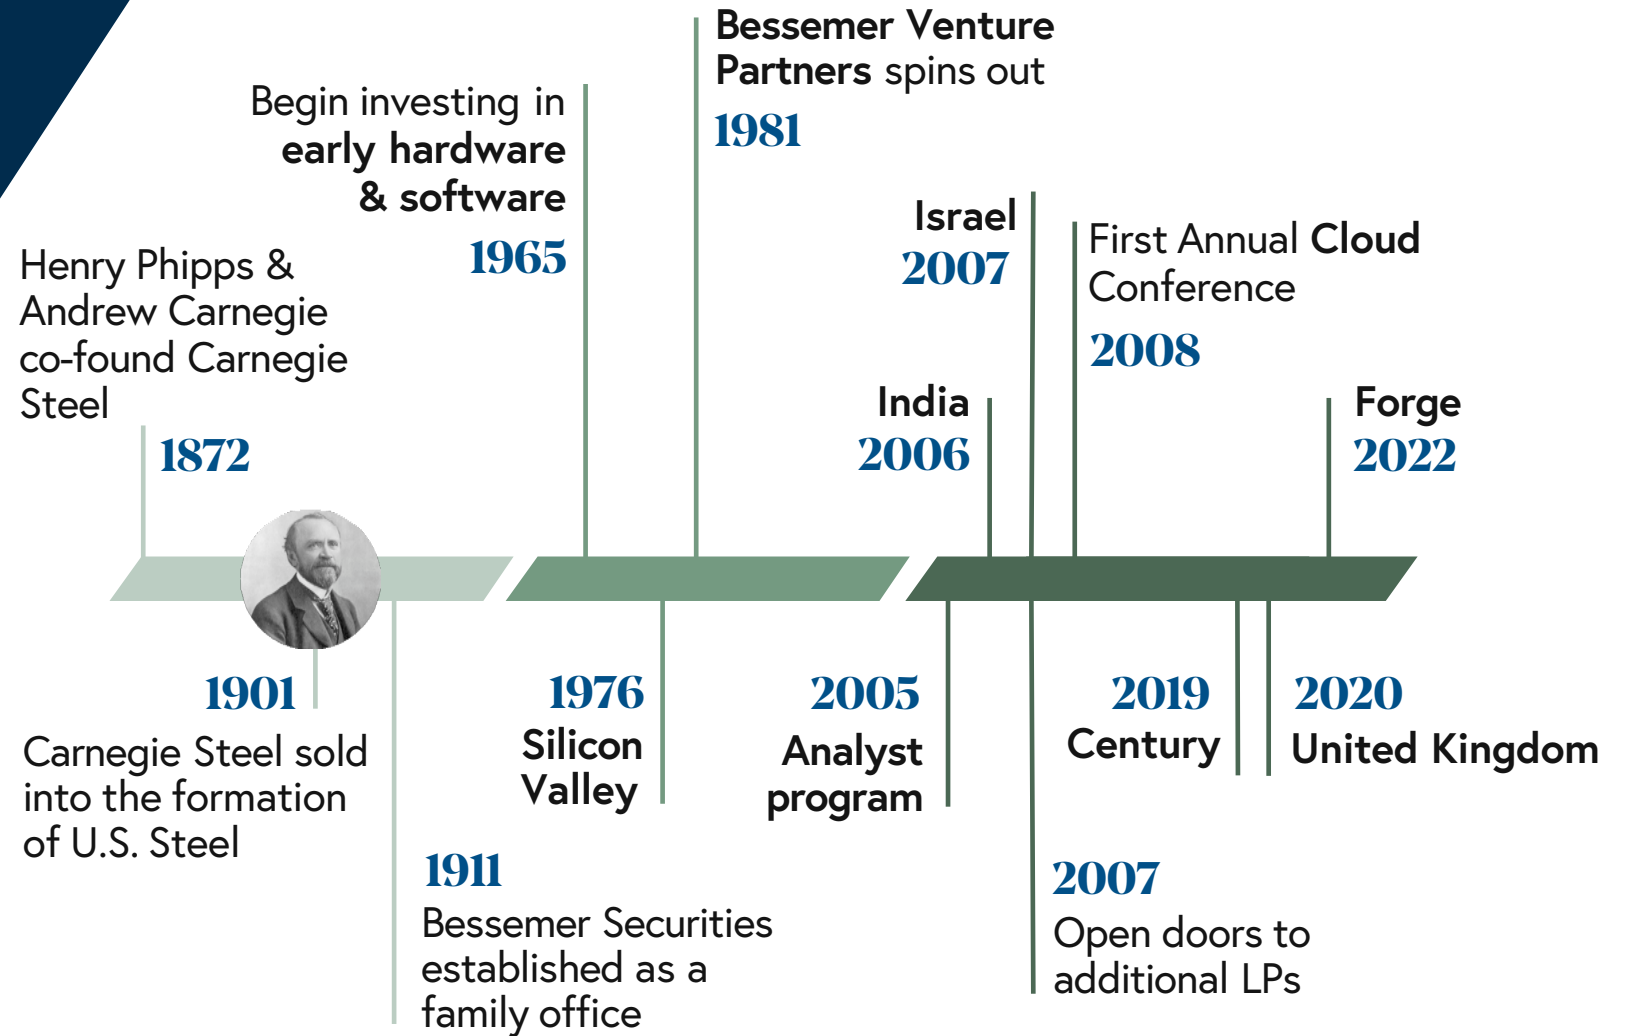 Bessemer Venture
Partners spins out
1981
Begin investing in
early hardware
& software
1965
Israel
2007
First Annual Cloud
Conference
2008
Henry Phipps &
Andrew Carnegie
co-found Carnegie
Steel
1872
India
2006
Forge
2022
1901
Carnegie Steel sold
into the formation
of U.S. Steel
1911
Bessemer Securities
established as a
family office
1976
Silicon
Valley
2005
Analyst
program
2007
Open doors to
additional LPs
2019
Century
2020
United Kingdom